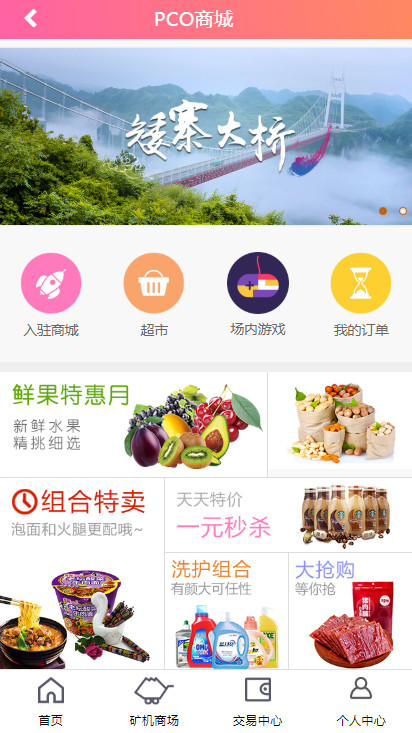 PCO商城
矮寨大桥
入驻商城
超市
场内游戏
我的订单
鲜果特惠月
新鲜水果
精挑细选
组合特卖
泡面和火腿更配哦~
天天特价
一元秒杀
洗护组合
有颜大可任性
大抢购
等你抢
首页
矿机商场
交易中心
个人中心